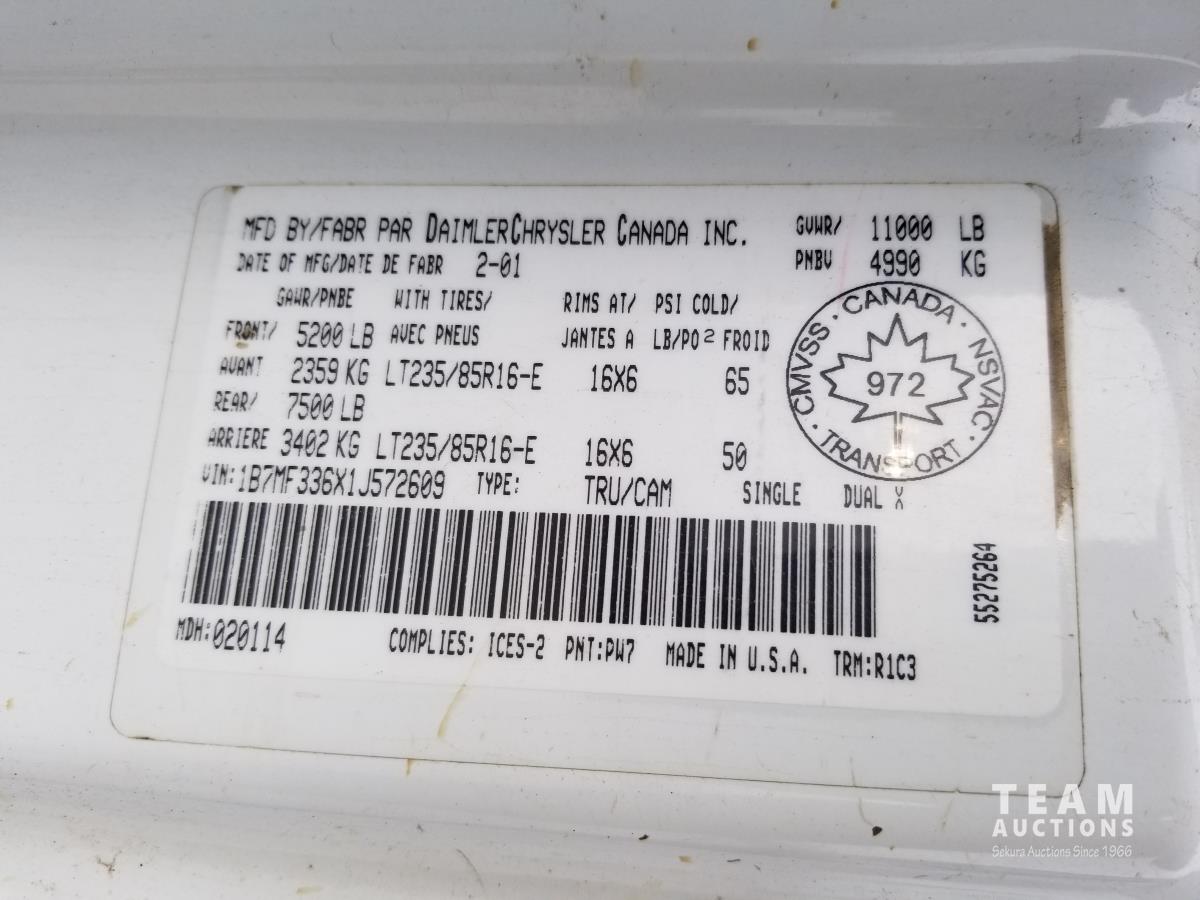 MFD BY/FABR PAR DAIMLERCHRYSLER CANADA INC. GVWR/ 11000 LB
DATE OF MFG/DATE DE FABR 2-01 PNBV 4990 KG
GAWR/PNBE WITH TIRES/ RIMS AT/ PSI COLD/
FRONT/ 5200 LB AVEC PNEUS JANTES A LB/PO² FROID
AVANT 2359 KG LT235/85R16-E 16X6 65
REAR/ 7500 LB
ARRIERE 3402 KG LT235/85R16-E 16X6 50
CMVSS · CANADA · NSVAC · TRANSPORT ·
972
VIN: 1B7MF336X1J572609 TYPE: TRU/CAM SINGLE DUAL X
55275264
MDH: 020114 COMPLIES: ICES-2 PNT: PW7 MADE IN U.S.A. TRM: R1C3
TEAM
AUCTIONS
Sekura Auctions Since 1966